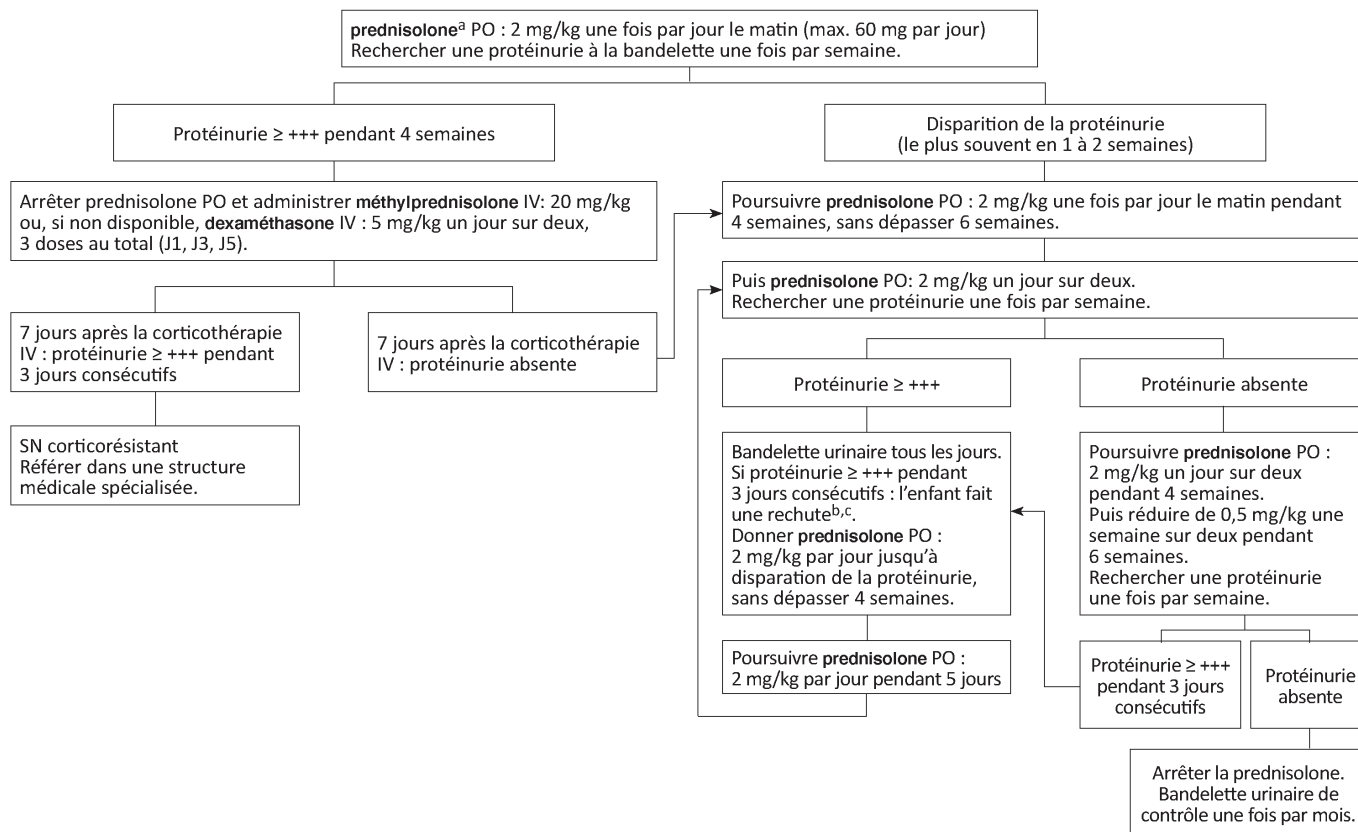 prednisoloneᵃ PO : 2 mg/kg une fois par jour le matin (max. 60 mg par jour)
Rechercher une protéinurie à la bandelette une fois par semaine.
Protéinurie ≥ +++ pendant 4 semaines
Disparition de la protéinurie
(le plus souvent en 1 à 2 semaines)
Arrêter prednisolone PO et administrer méthylprednisolone IV: 20 mg/kg
ou, si non disponible, dexaméthasone IV : 5 mg/kg un jour sur deux,
3 doses au total (J1, J3, J5).
Poursuivre prednisolone PO : 2 mg/kg une fois par jour le matin pendant
4 semaines, sans dépasser 6 semaines.
Puis prednisolone PO: 2 mg/kg un jour sur deux.
Rechercher une protéinurie une fois par semaine.
7 jours après la corticothérapie
IV : protéinurie ≥ +++ pendant
3 jours consécutifs
7 jours après la corticothérapie
IV : protéinurie absente
SN corticorésistant
Référer dans une structure
médicale spécialisée.
Protéinurie ≥ +++
Protéinurie absente
Bandelette urinaire tous les jours.
Si protéinurie ≥ +++ pendant
3 jours consécutifs : l’enfant fait
une rechuteᵇ,ᶜ.
Donner prednisolone PO :
2 mg/kg par jour jusqu’à
disparation de la protéinurie,
sans dépasser 4 semaines.
Poursuivre prednisolone PO :
2 mg/kg un jour sur deux
pendant 4 semaines.
Puis réduire de 0,5 mg/kg une
semaine sur deux pendant
6 semaines.
Rechercher une protéinurie
une fois par semaine.
Poursuivre prednisolone PO :
2 mg/kg par jour pendant 5 jours
Protéinurie ≥ +++
pendant 3 jours
consécutifs
Protéinurie
absente
Arrêter la prednisolone.
Bandelette urinaire de
contrôle une fois par mois.